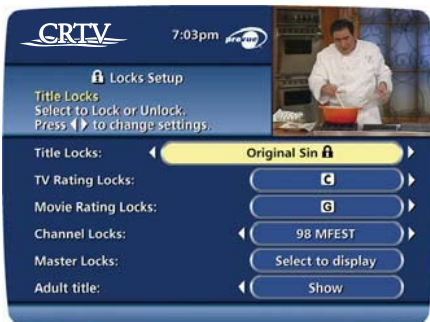 CRTV
7:03pm
prevue
Locks Setup
Title Locks
Select to Lock or Unlock.
Press to change settings.
Title Locks: Original Sin
TV Rating Locks: C
Movie Rating Locks: G
Channel Locks: 98 MFEST
Master Locks: Select to display
Adult title: Show